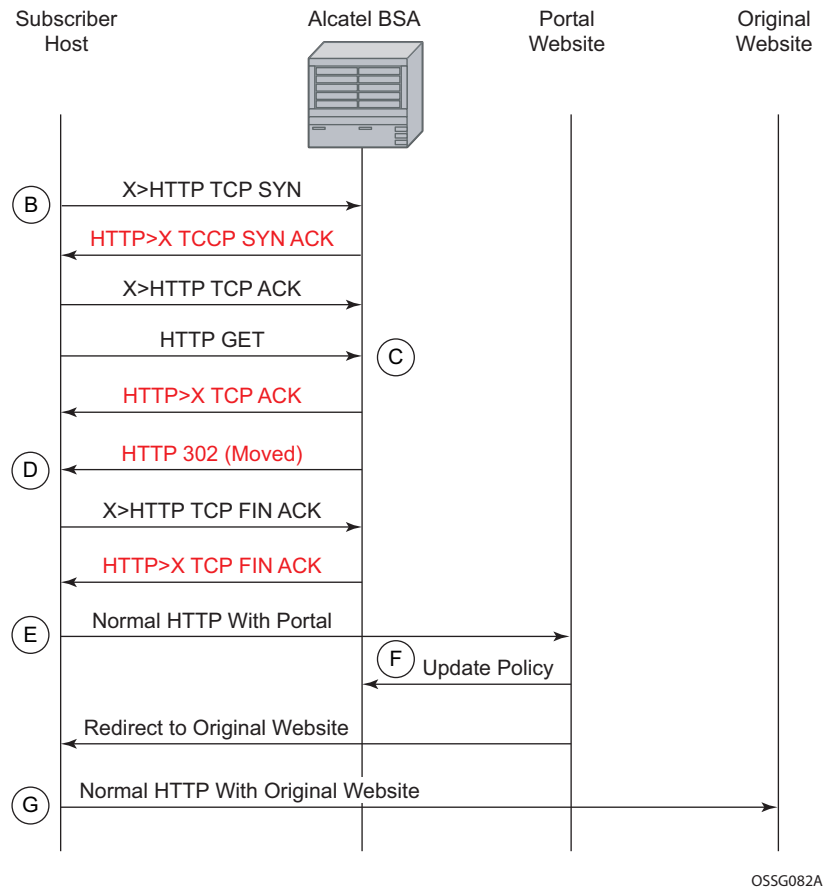 Subscriber
Host
Alcatel BSA
Portal
Website
Original
Website
B
X>HTTP TCP SYN
HTTP>X TCCP SYN ACK
X>HTTP TCP ACK
HTTP GET
C
HTTP>X TCP ACK
D
HTTP 302 (Moved)
X>HTTP TCP FIN ACK
HTTP>X TCP FIN ACK
E
Normal HTTP With Portal
F
Update Policy
Redirect to Original Website
G
Normal HTTP With Original Website
OSSG082A